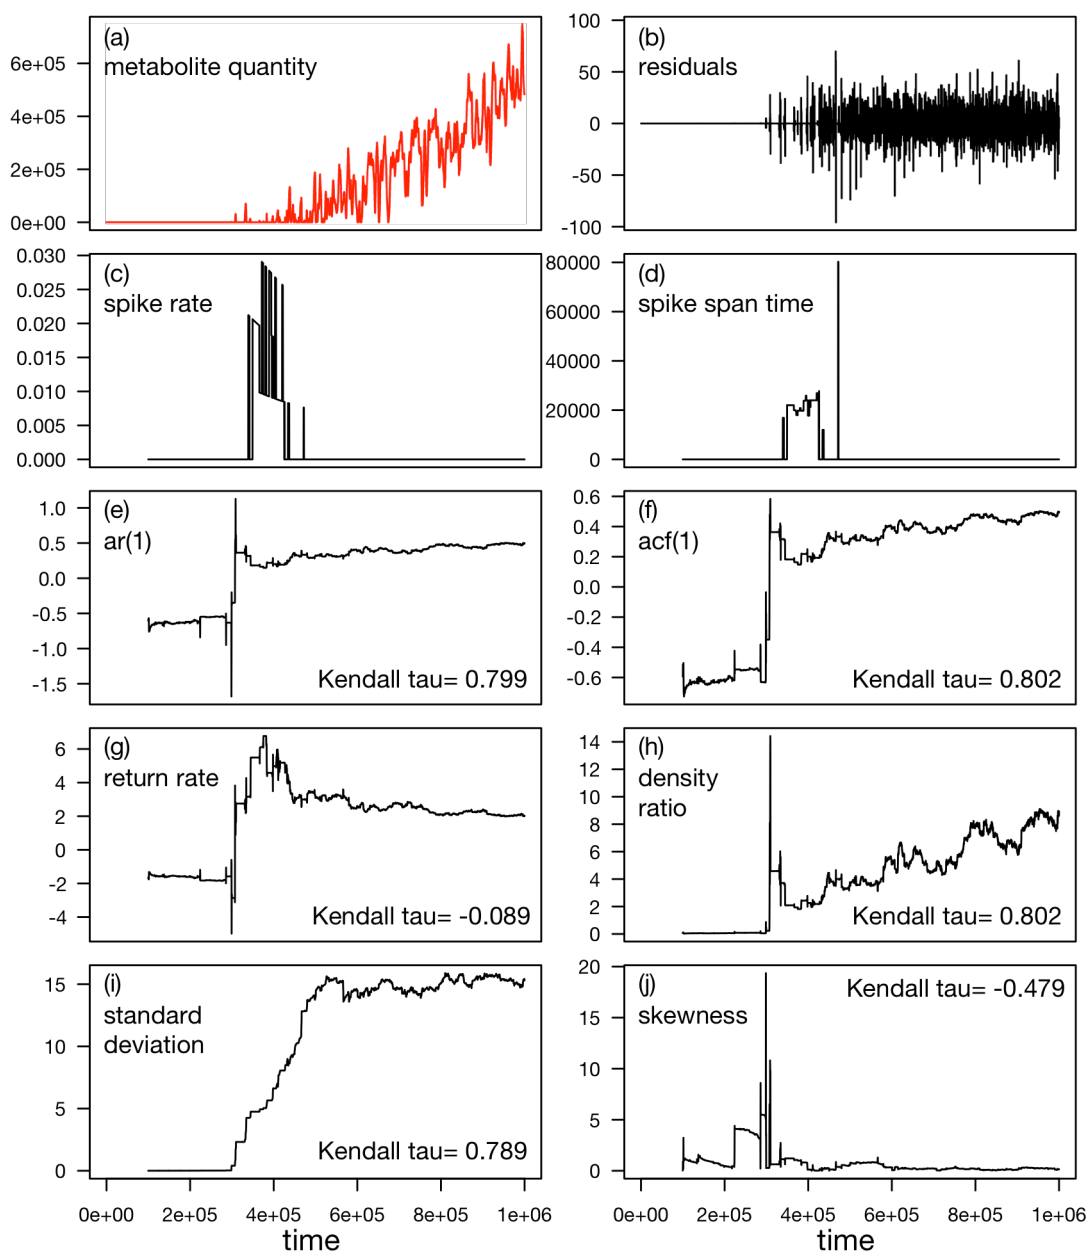 (a)
metabolite quantity
6e+05
4e+05
2e+05
0e+00
(b)
residuals
100
50
0
-50
-100
(c)
spike rate
0.030
0.025
0.020
0.015
0.010
0.005
0.000
(d)
spike span time
80000
60000
40000
20000
0
(e)
ar(1)
1.0
0.5
0.0
-0.5
-1.0
-1.5
Kendall tau= 0.799
(f)
acf(1)
0.6
0.4
0.2
0.0
-0.2
-0.4
-0.6
Kendall tau= 0.802
(g)
return rate
6
4
2
0
-2
-4
Kendall tau= -0.089
(h)
density
ratio
14
12
10
8
6
4
2
0
Kendall tau= 0.802
(i)
standard
deviation
15
10
5
0
Kendall tau= 0.789
(j)
skewness
Kendall tau= -0.479
20
15
10
5
0
0e+00 2e+05 4e+05 6e+05 8e+05 1e+06
time
0e+00 2e+05 4e+05 6e+05 8e+05 1e+06
time